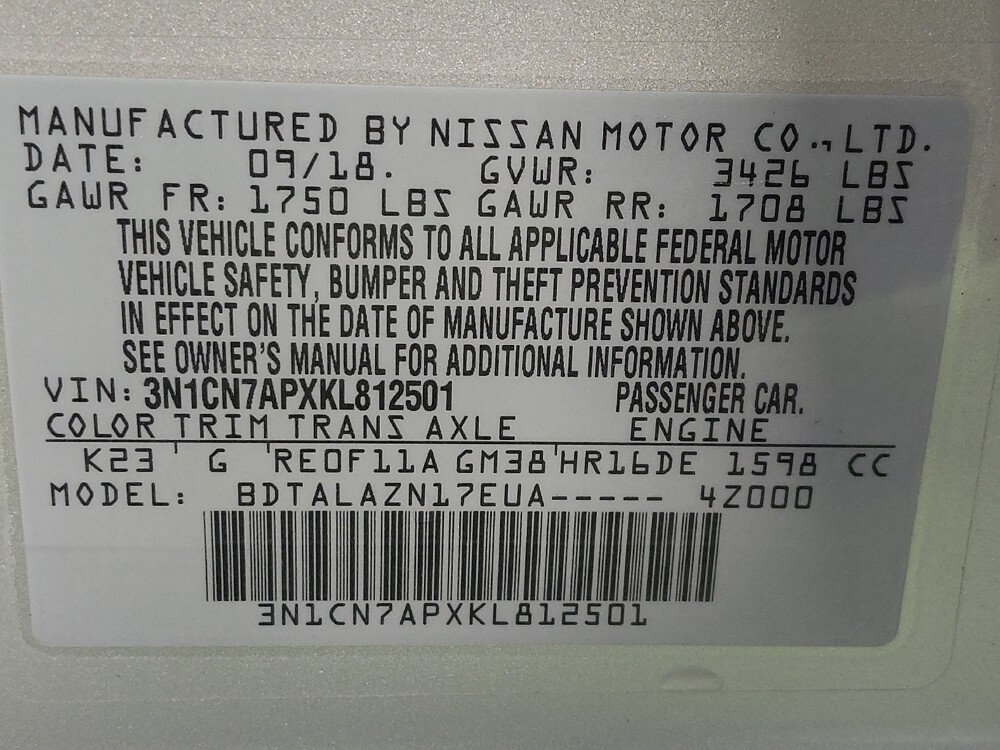 MANUFACTURED BY NISSAN MOTOR CO.,LTD.
DATE: 09/18. GVWR: 3426 LBS
GAWR FR: 1750 LBS GAWR RR: 1708 LBS
THIS VEHICLE CONFORMS TO ALL APPLICABLE FEDERAL MOTOR
VEHICLE SAFETY, BUMPER AND THEFT PREVENTION STANDARDS
IN EFFECT ON THE DATE OF MANUFACTURE SHOWN ABOVE.
SEE OWNER'S MANUAL FOR ADDITIONAL INFORMATION.
VIN: 3N1CN7APXKL812501 PASSENGER CAR.
COLOR TRIM TRANS AXLE ENGINE
K23 G RE0F11A GM38 HR16DE 1598 CC
MODEL: BDTALAZN17EUA----- 4Z000
3N1CN7APXKL812501